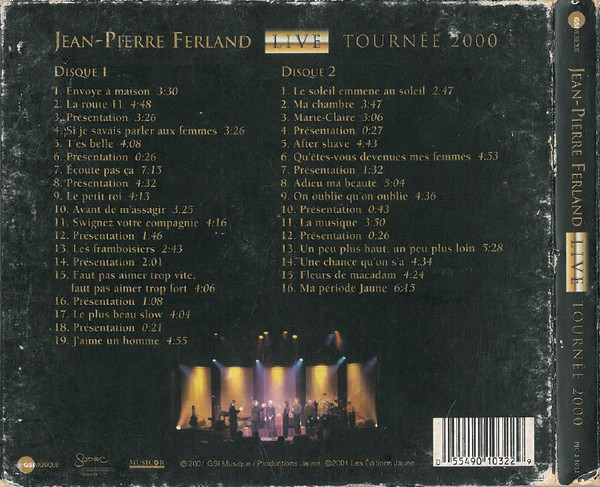 JEAN-PIERRE FERLAND LIVE TOURNÉE 2000
DISQUE 1
1. Envoye à maison 3:30
2. La route 11 4:48
3. Présentation 3:26
4. Si je savais parler aux femmes 3:26
5. T'es belle 4:08
6. Présentation 0:26
7. Écoute pas ça 7:15
8. Présentation 4:32
9. Le petit roi 4:13
10. Avant de m'assagir 3:25
11. Swignez votre compagnie 4:16
12. Présentation 1:46
13. Les framboisiers 2:43
14. Présentation 2:01
15. Faut pas aimer trop vite,
faut pas aimer trop fort 4:06
16. Présentation 1:08
17. Le plus beau slow 4:04
18. Présentation 0:21
19. J'aime un homme 4:55
DISQUE 2
1. Le soleil emmene au soleil 2:47
2. Ma chambre 3:47
3. Marie-Claire 3:06
4. Présentation 0:27
5. After shave 4:43
6. Qu'êtes-vous devenues mes femmes 4:53
7. Présentation 1:32
8. Adieu ma beauté 5:04
9. On oublie qu'on oublie 4:36
10. Présentation 0:43
11. La musique 3:50
12. Présentation 0:26
13. Un peu plus haut, un peu plus loin 5:28
14. Une chance qu'on s'a 4:34
15. Fleurs de macadam 4:24
16. Ma période Jaune 6:15
GSI MUSIQUE
SODEC
MUSICOR
©2001 GSI Musique / Productions Jaune, ©2001 Les Éditions Jaune
0 55490 10322 9
GSI MUSIQUE
JEAN-PIERRE FERLAND LIVE TOURNÉE 2000